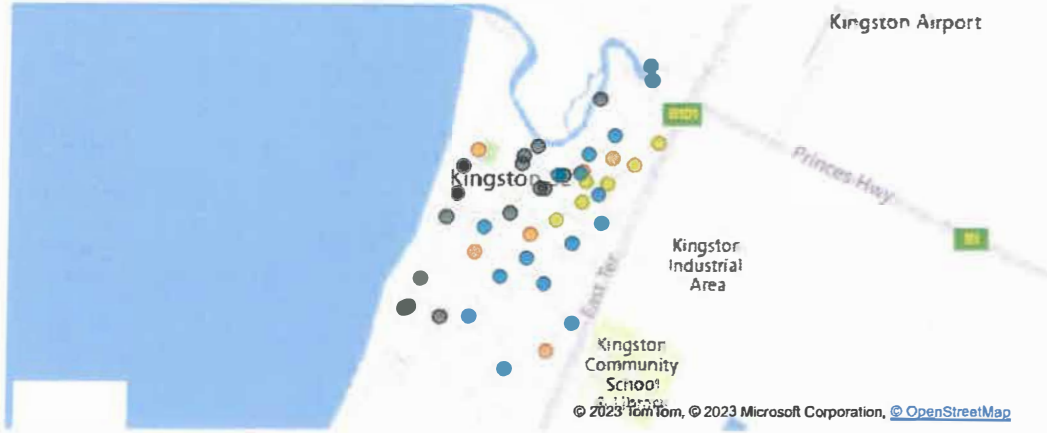 Kingston Airport
Princes Hwy
Kingston
Kingston
Industrial
Area
East Ter
Kingston
Community
School
© 2023 TomTom, © 2023 Microsoft Corporation, © OpenStreetMap